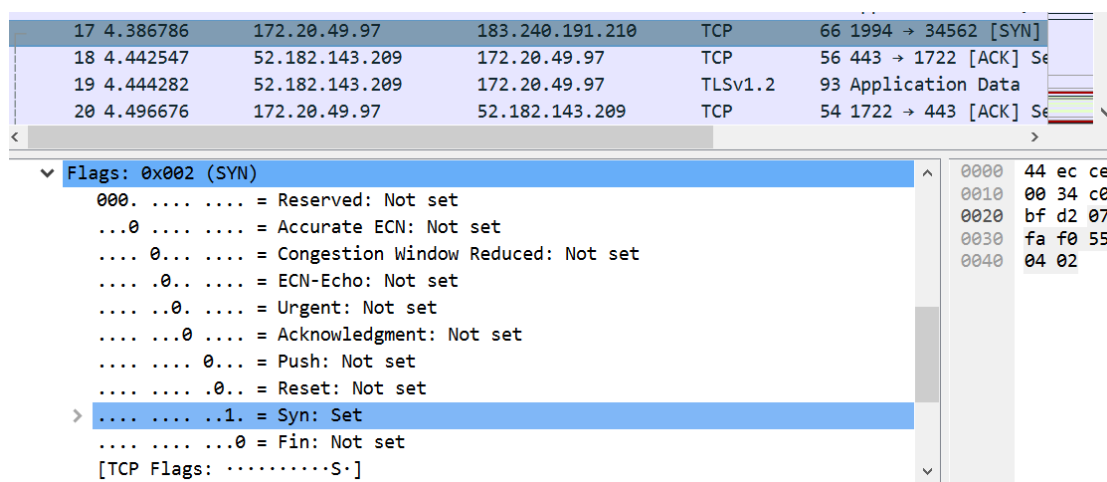 17 4.386786 172.20.49.97 183.240.191.210 TCP 66 1994 → 34562 [SYN]
18 4.442547 52.182.143.209 172.20.49.97 TCP 56 443 → 1722 [ACK] Se
19 4.444282 52.182.143.209 172.20.49.97 TLSv1.2 93 Application Data
20 4.496676 172.20.49.97 52.182.143.209 TCP 54 1722 → 443 [ACK] Se
Flags: 0x002 (SYN)
000. .... .... = Reserved: Not set
...0 .... .... = Accurate ECN: Not set
.... 0... .... = Congestion Window Reduced: Not set
.... .0.. .... = ECN-Echo: Not set
.... ..0. .... = Urgent: Not set
.... ...0 .... = Acknowledgment: Not set
.... .... 0... = Push: Not set
.... .... .0.. = Reset: Not set
.... .... ..1. = Syn: Set
.... .... ...0 = Fin: Not set
[TCP Flags: ··········S·]
0000 44 ec ce
0010 00 34 c0
0020 bf d2 07
0030 fa f0 55
0040 04 02